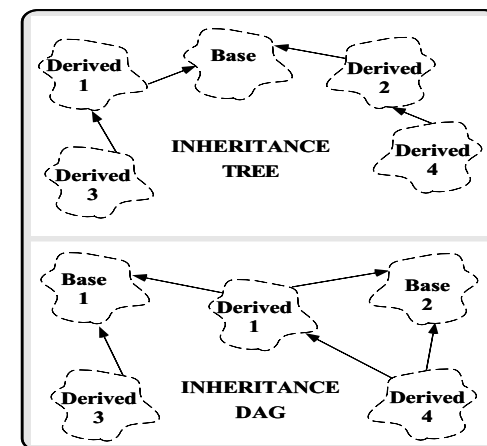 Derived
1
Base
Derived
2
INHERITANCE
TREE
Derived
3
Derived
4
Base
1
Derived
1
Base
2
INHERITANCE
DAG
Derived
3
Derived
4